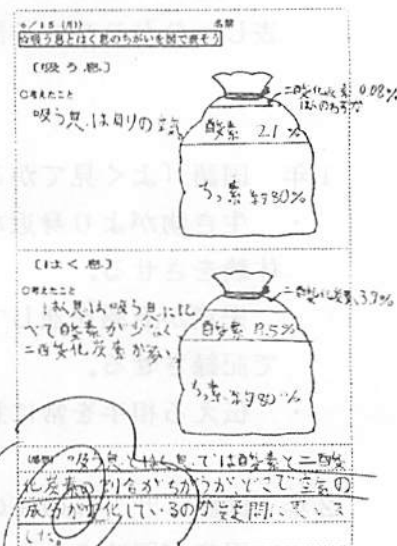 6/15 (月) 名前
吸う息とはく息のちがいを図で表そう
〔吸う息〕
○考えたこと
吸う息は周りの空気
二酸化炭素 0.08%
ほんのわずか
酸素 21%
ちっ素 約80%
〔はく息〕
○考えたこと
はく息は吸う息に比
べて酸素が少なく
二酸化炭素が多い
二酸化炭素 3.7%
酸素
ちっ素 約80%
吸う息とはく息では酸素と二酸
化炭素の割合がちがうが、どこで空気の
成分が変化しているのか疑問
した。